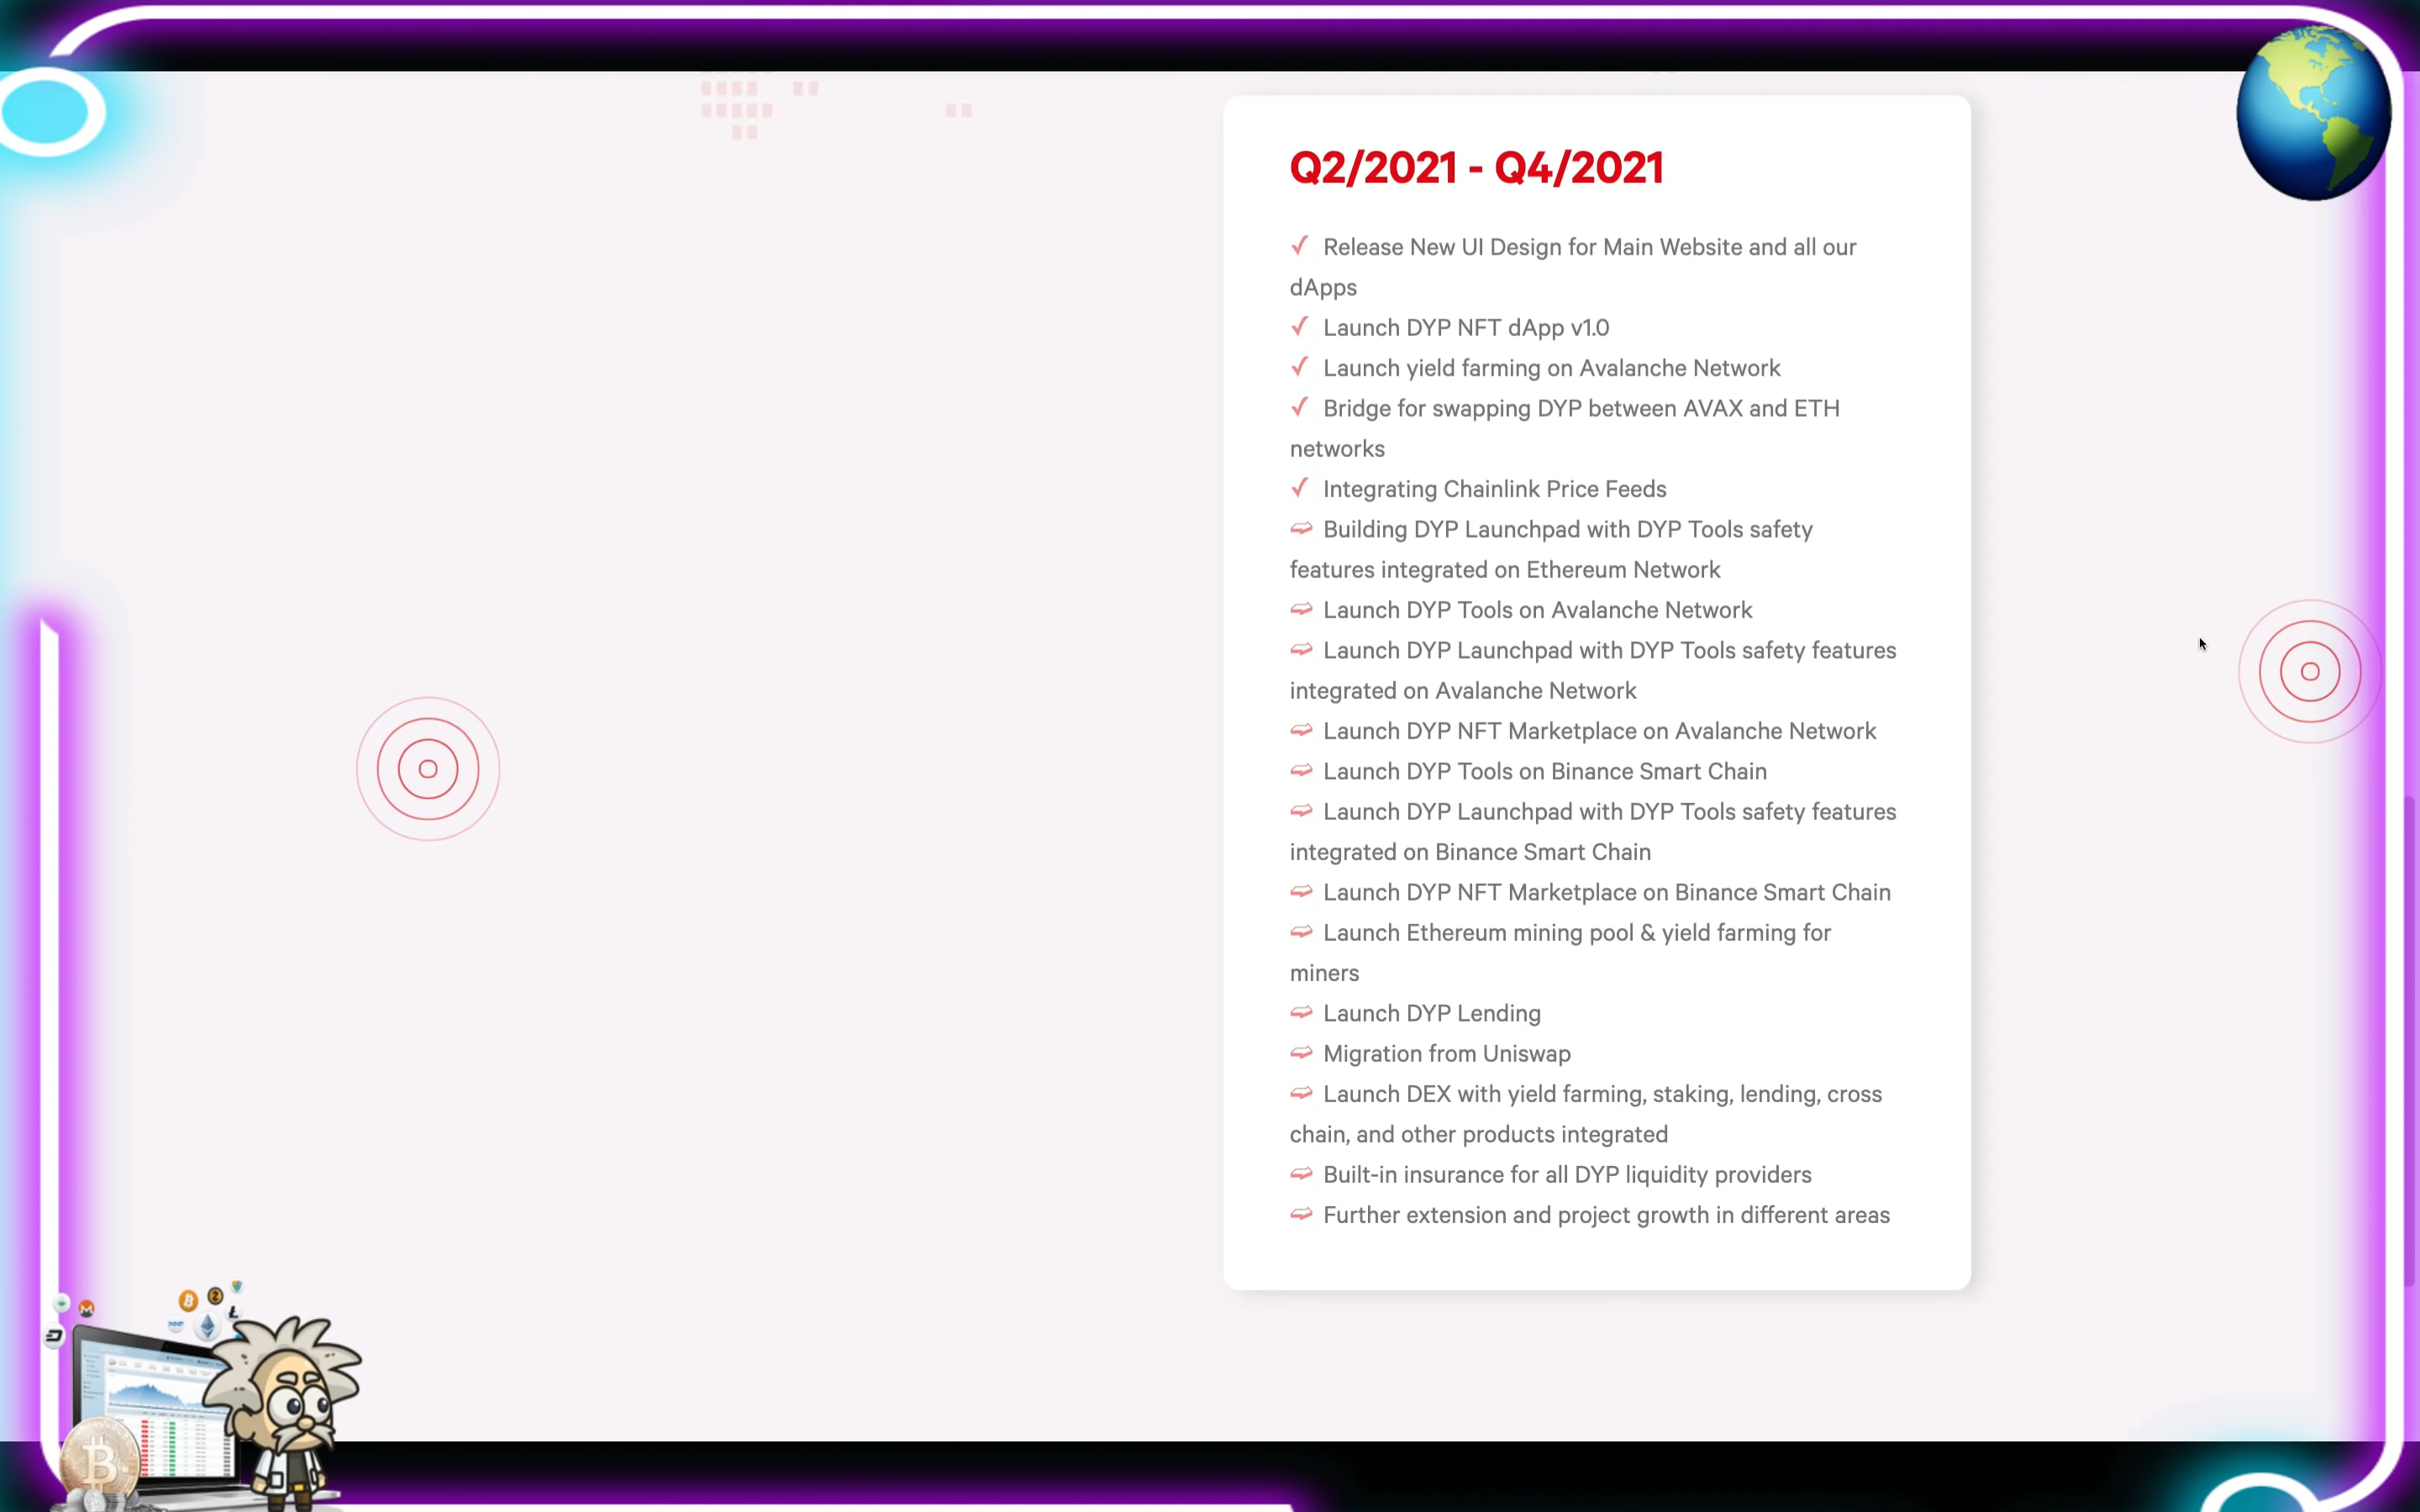 Q2/2021 - Q4/2021
✓ Release New UI Design for Main Website and all our
dApps
✓ Launch DYP NFT dApp v1.0
✓ Launch yield farming on Avalanche Network
✓ Bridge for swapping DYP between AVAX and ETH
networks
✓ Integrating Chainlink Price Feeds
➫ Building DYP Launchpad with DYP Tools safety
features integrated on Ethereum Network
➫ Launch DYP Tools on Avalanche Network
➫ Launch DYP Launchpad with DYP Tools safety features
integrated on Avalanche Network
➫ Launch DYP NFT Marketplace on Avalanche Network
➫ Launch DYP Tools on Binance Smart Chain
➫ Launch DYP Launchpad with DYP Tools safety features
integrated on Binance Smart Chain
➫ Launch DYP NFT Marketplace on Binance Smart Chain
➫ Launch Ethereum mining pool & yield farming for
miners
➫ Launch DYP Lending
➫ Migration from Uniswap
➫ Launch DEX with yield farming, staking, lending, cross
chain, and other products integrated
➫ Built-in insurance for all DYP liquidity providers
➫ Further extension and project growth in different areas